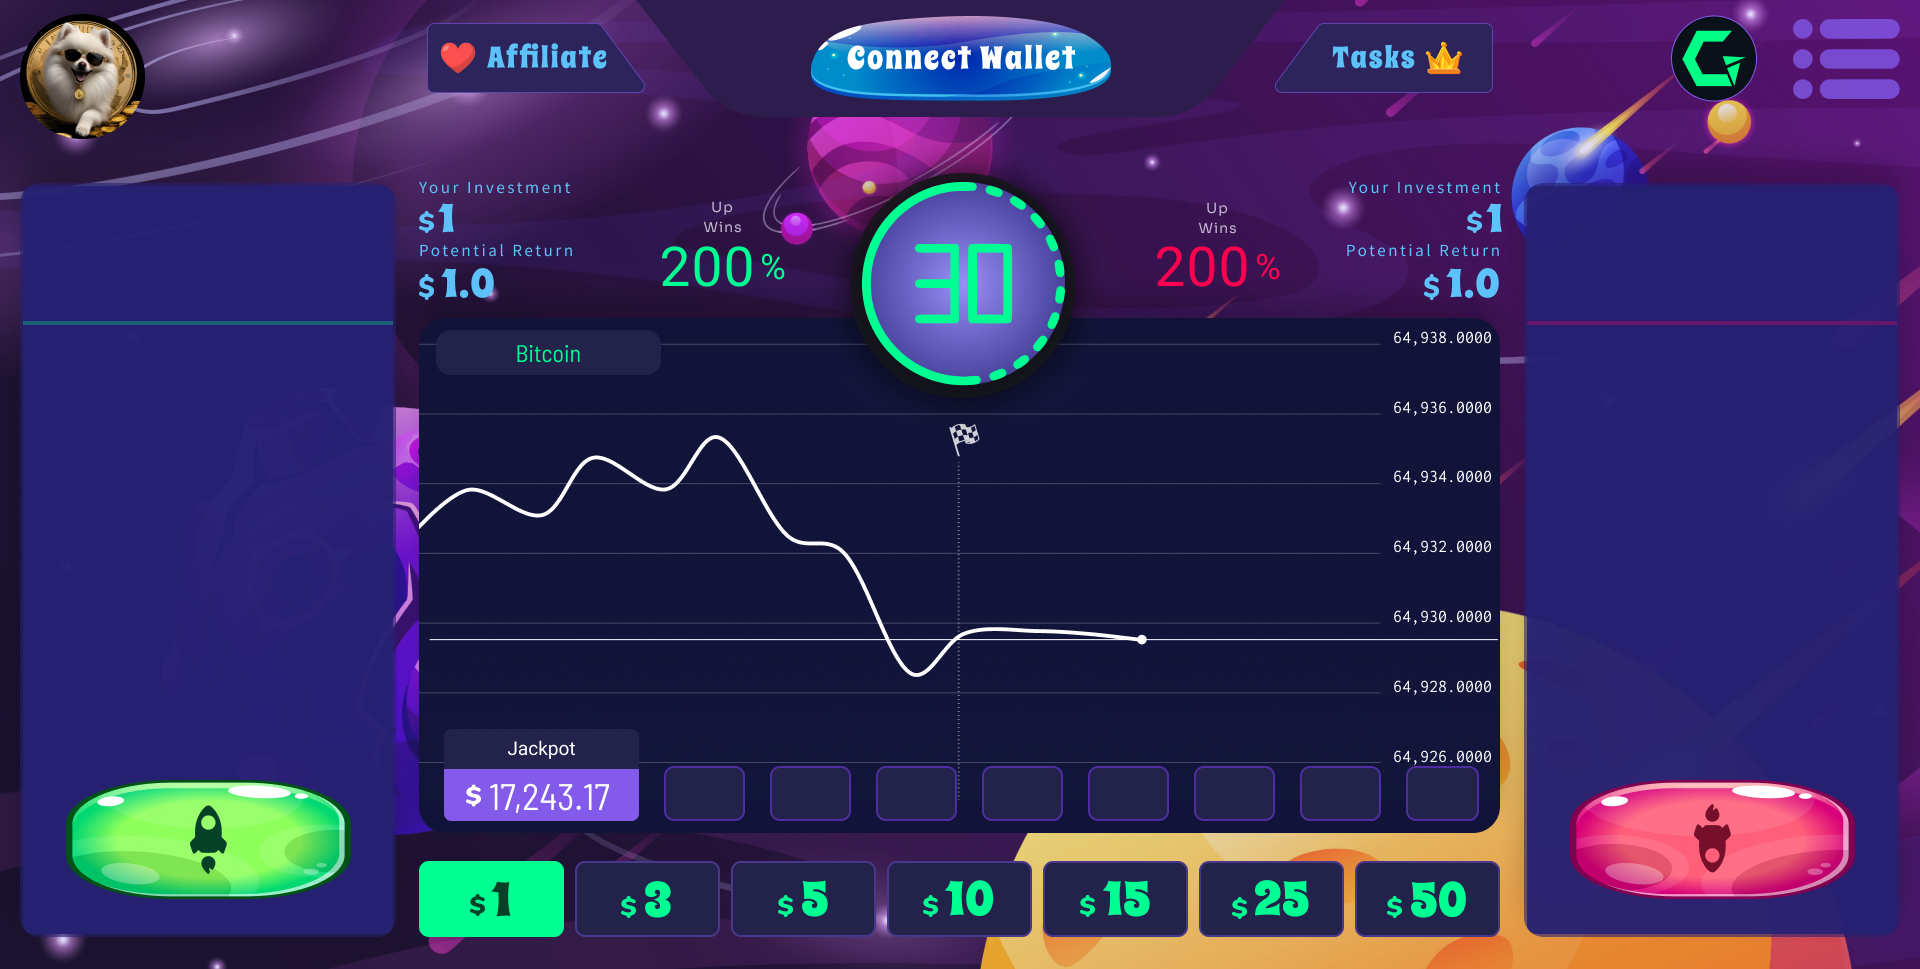 Affiliate
Connect Wallet
Tasks
Your Investment
$1
Potential Return
$1.0
Up
Wins
200%
30
Up
Wins
200%
Your Investment
$1
Potential Return
$1.0
Bitcoin
64,938.0000
64,936.0000
64,934.0000
64,932.0000
64,930.0000
64,928.0000
64,926.0000
Jackpot
$ 17,243.17
$1
$3
$5
$10
$15
$25
$50